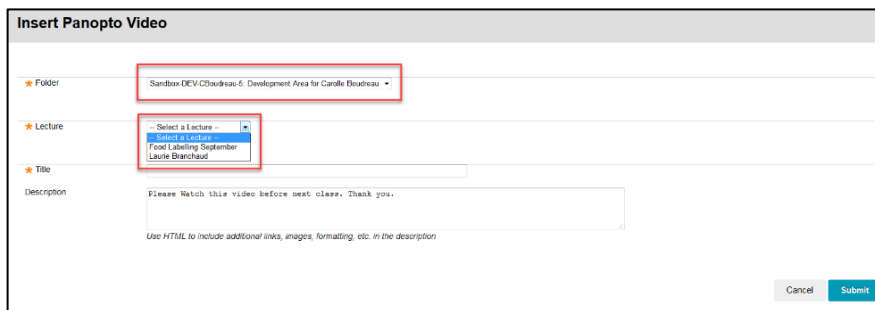 Insert Panopto Video
★ Folder
Sandbox-DEV-CBoudreau-5: Development Area for Carolle Boudreau
★ Lecture
-- Select a Lecture --
-- Select a Lecture --
Food Labelling September
Laurie Branchaud
★ Title
Description
Please Watch this video before next class. Thank you.
Use HTML to include additional links, images, formatting, etc. in the description
Cancel Submit